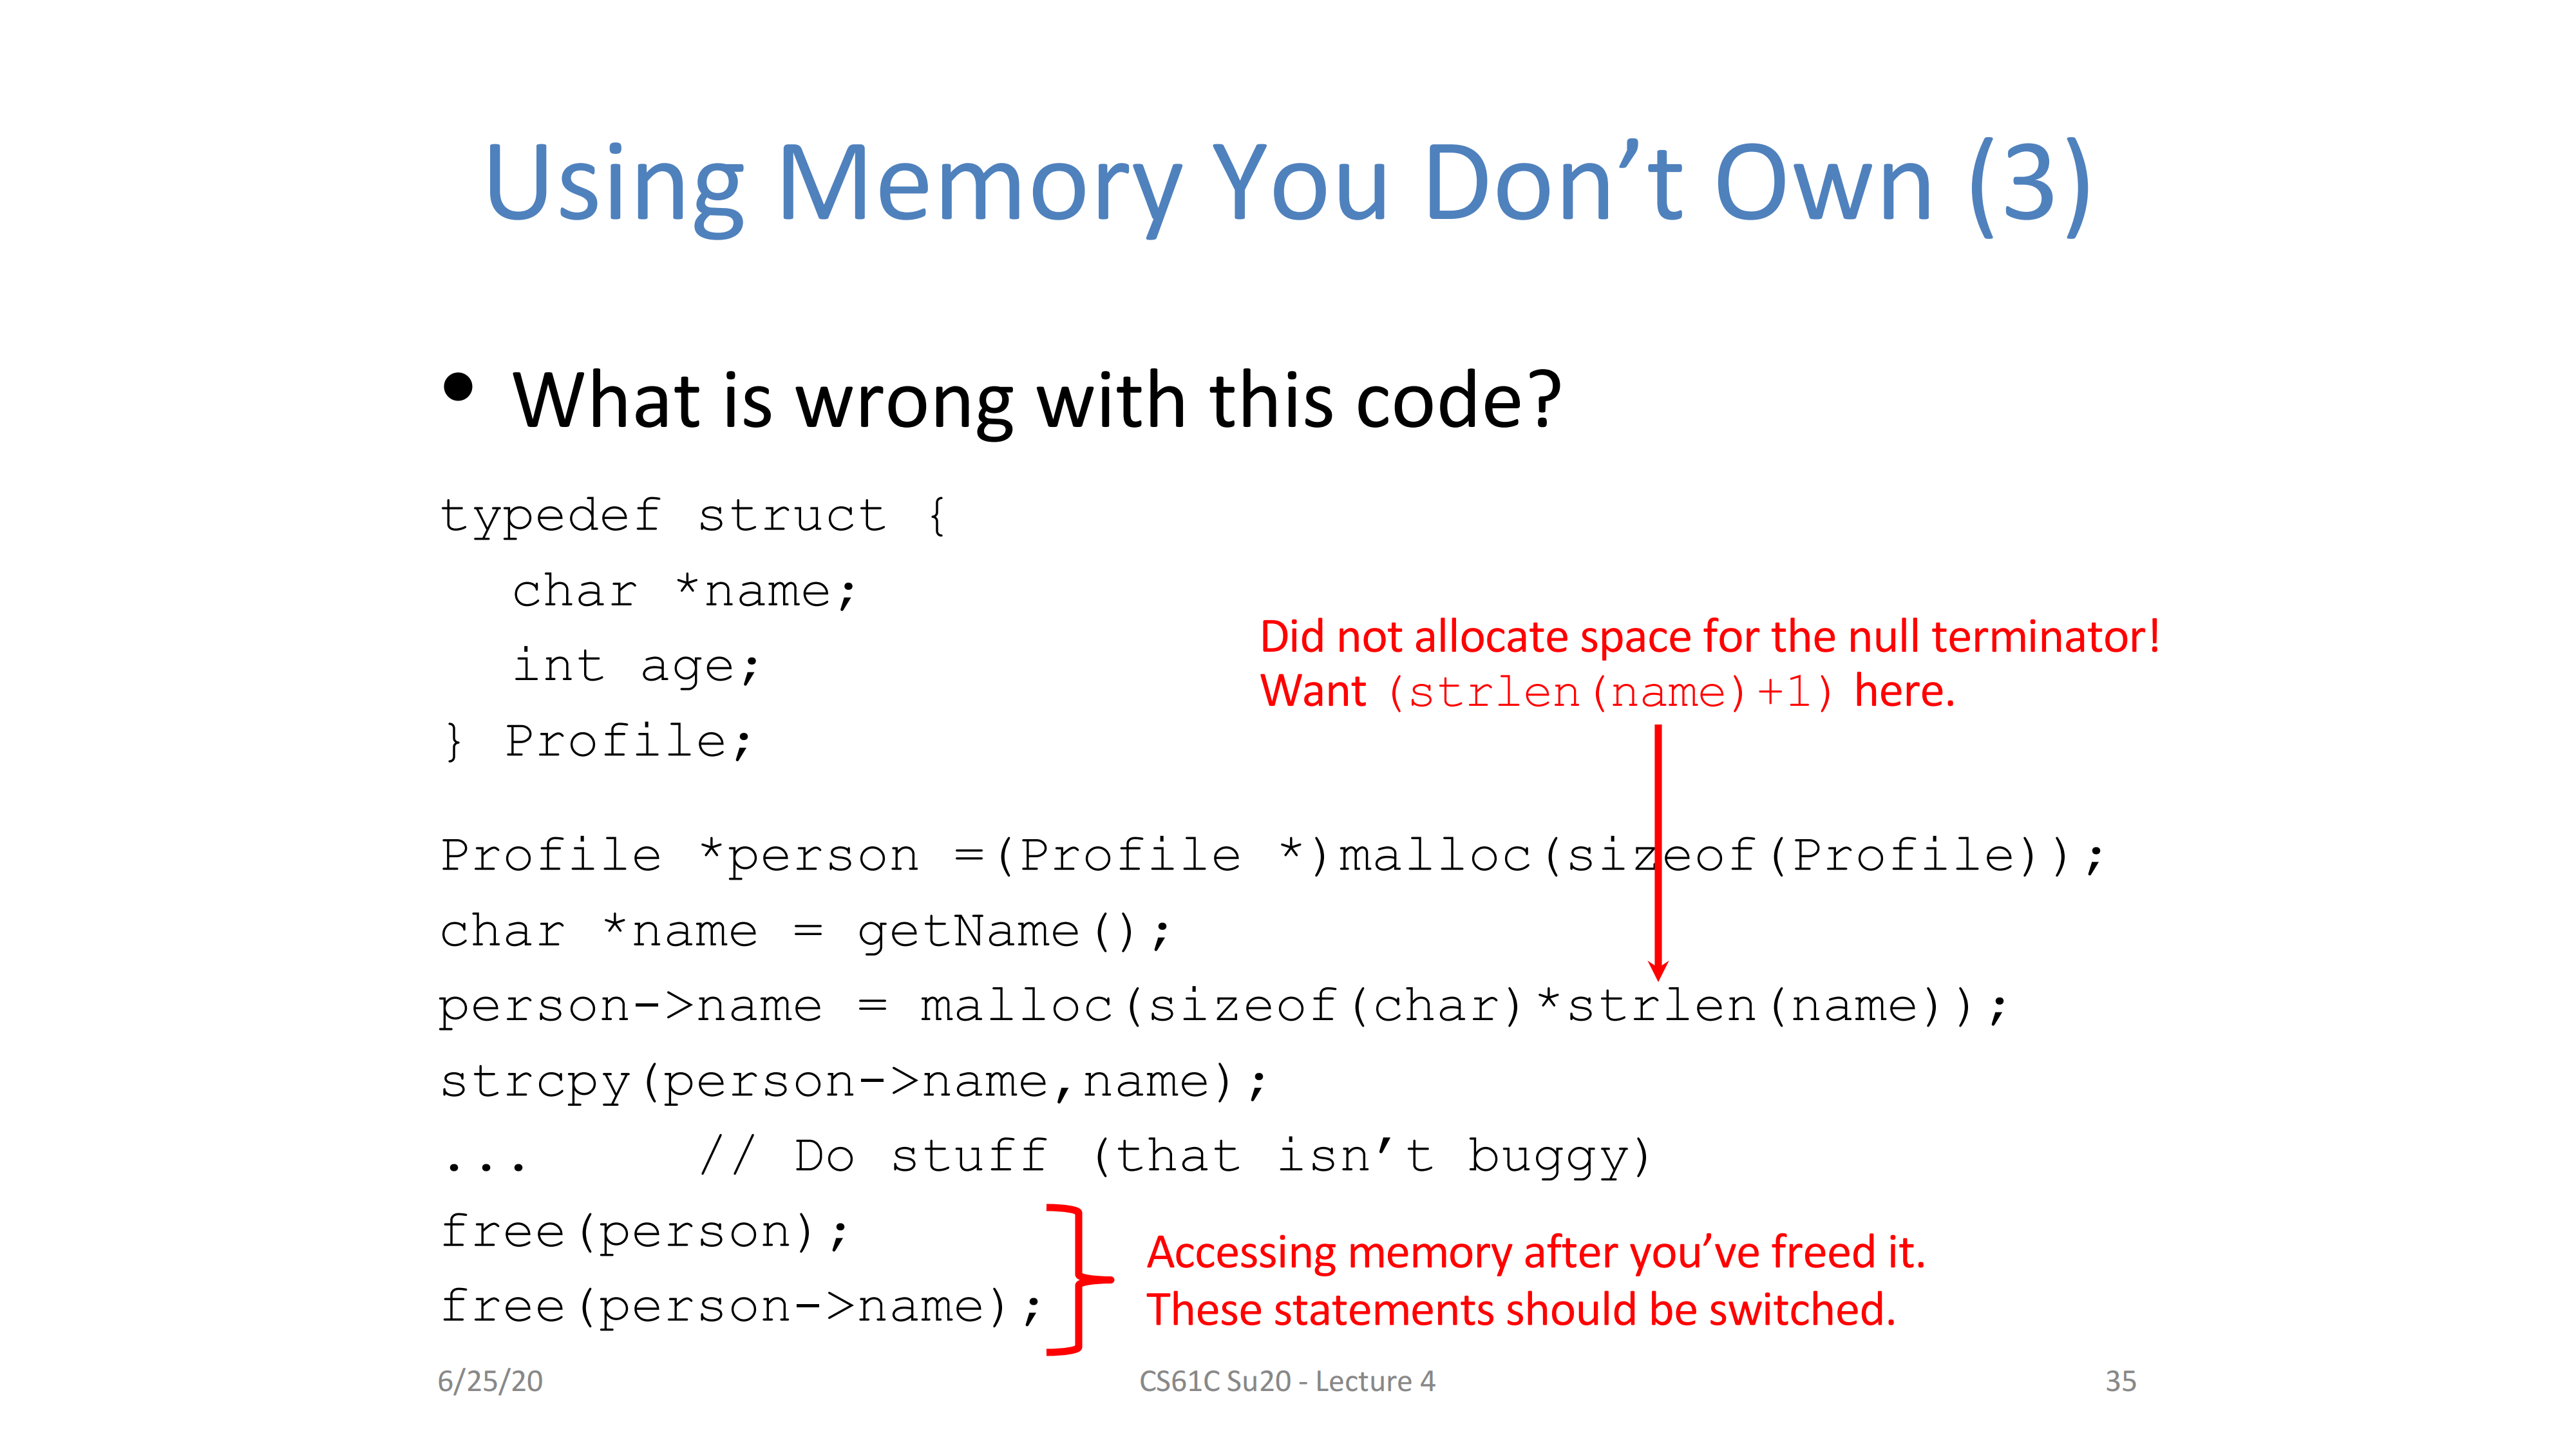 Using Memory You Don’t Own (3)
• What is wrong with this code?
typedef struct {
char *name;
int age;
} Profile;
Did not allocate space for the null terminator!
Want (strlen(name)+1) here.
Profile *person =(Profile *)malloc(sizeof(Profile));
char *name = getName();
person->name = malloc(sizeof(char)*strlen(name));
strcpy(person->name,name);
... // Do stuff (that isn’t buggy)
free(person);
free(person->name);
Accessing memory after you’ve freed it.
These statements should be switched.
6/25/20
CS61C Su20 - Lecture 4
35